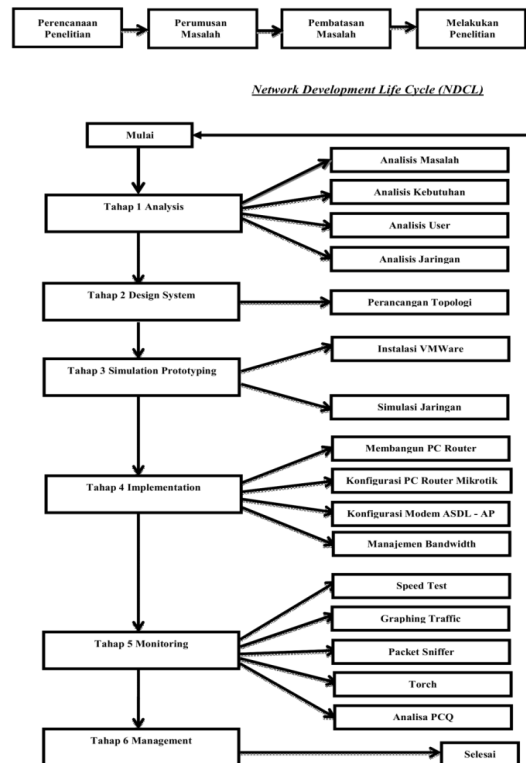 Perencanaan
Penelitian
Perumusan
Masalah
Pembatasan
Masalah
Melakukan
Penelitian
Network Development Life Cycle (NDCL)
Mulai
Analisis Masalah
Analisis Kebutuhan
Tahap 1 Analysis
Analisis User
Analisis Jaringan
Tahap 2 Design System
Perancangan Topologi
Instalasi VMWare
Tahap 3 Simulation Prototyping
Simulasi Jaringan
Membangun PC Router
Konfigurasi PC Router Mikrotik
Tahap 4 Implementation
Konfigurasi Modem ASDL - AP
Manajemen Bandwidth
Speed Test
Graphing Traffic
Tahap 5 Monitoring
Packet Sniffer
Torch
Analisa PCQ
Tahap 6 Management
Selesai